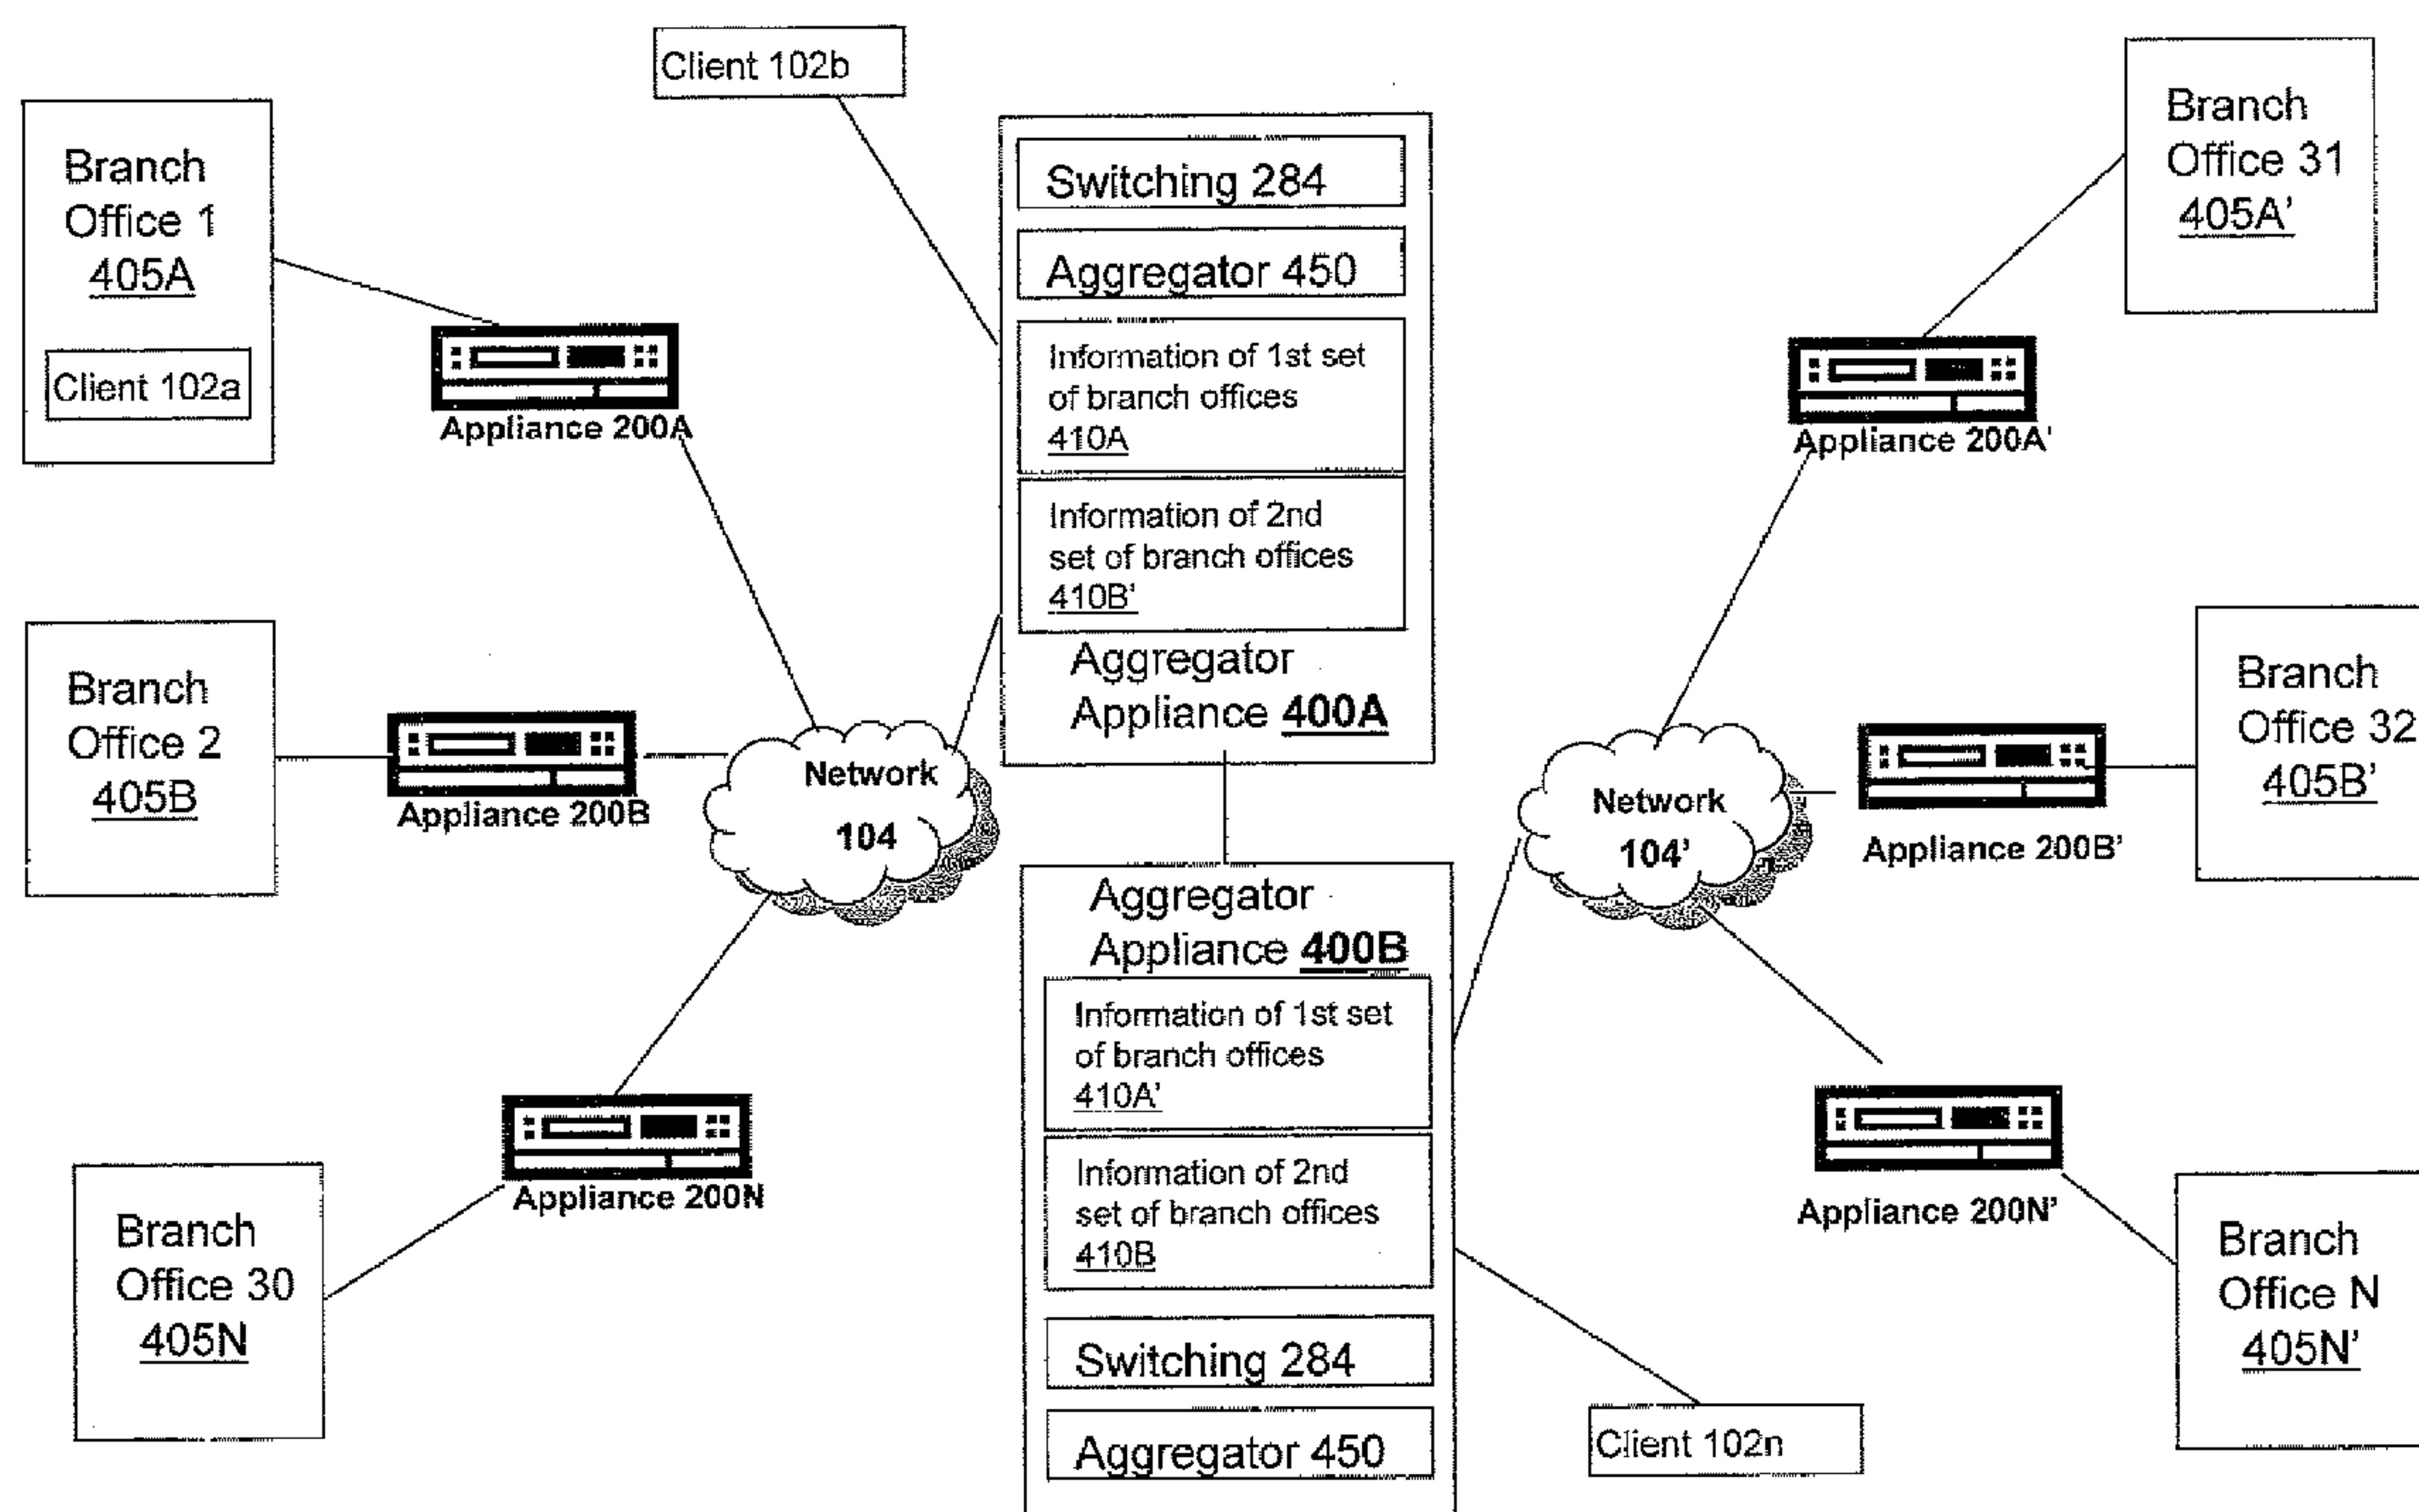 Client 102b
Branch
Office 1
405A
Client 102a
Appliance 200A
Branch
Office 2
405B
Appliance 200B
Network
104
Branch
Office 30
405N
Appliance 200N
Switching 284
Aggregator 450
Information of 1st set
of branch offices
410A
Information of 2nd
set of branch offices
410B'
Aggregator
Appliance 400A
Aggregator
Appliance 400B
Information of 1st set
of branch offices
410A'
Information of 2nd
set of branch offices
410B
Switching 284
Aggregator 450
Branch
Office 31
405A'
Appliance 200A'
Network
104'
Branch
Office 32
405B'
Appliance 200B'
Appliance 200N'
Branch
Office N
405N'
Client 102n